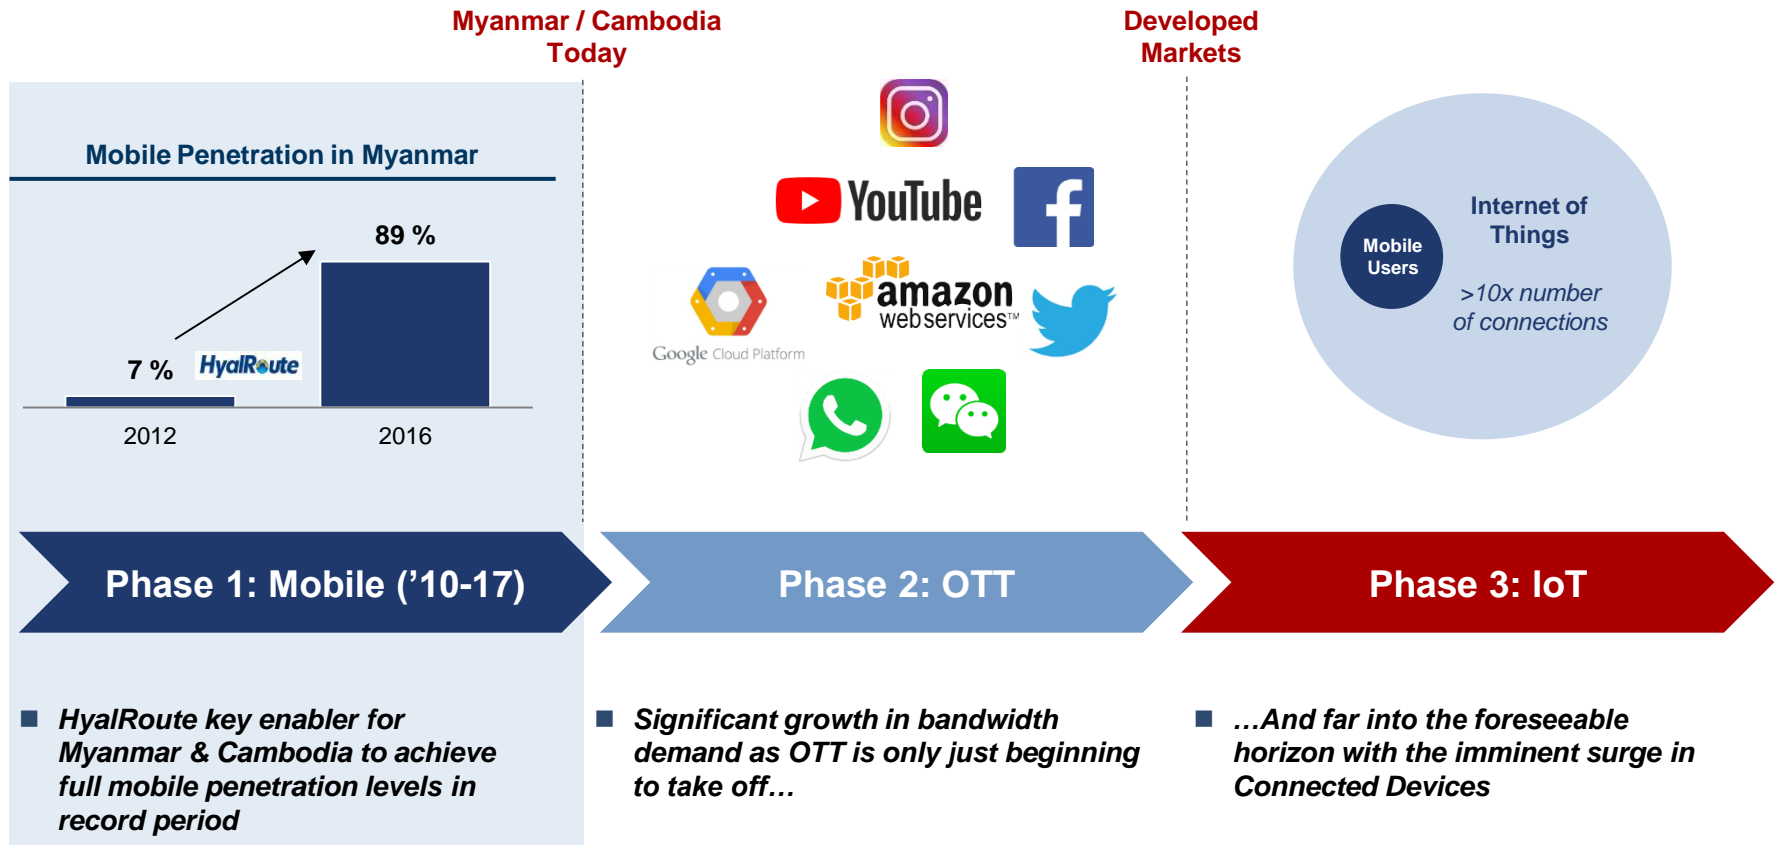 Myanmar / Cambodia
Today
Developed
Markets
Mobile Penetration in Myanmar
89 %
7 %
HyalRoute
2012
2016
YouTube
Google Cloud Platform
amazon
webservices™
Internet of
Things
Mobile
Users
>10x number
of connections
Phase 1: Mobile (’10-17)
Phase 2: OTT
Phase 3: IoT
HyalRoute key enabler for
Myanmar & Cambodia to achieve
full mobile penetration levels in
record period
Significant growth in bandwidth
demand as OTT is only just beginning
to take off…
…And far into the foreseeable
horizon with the imminent surge in
Connected Devices